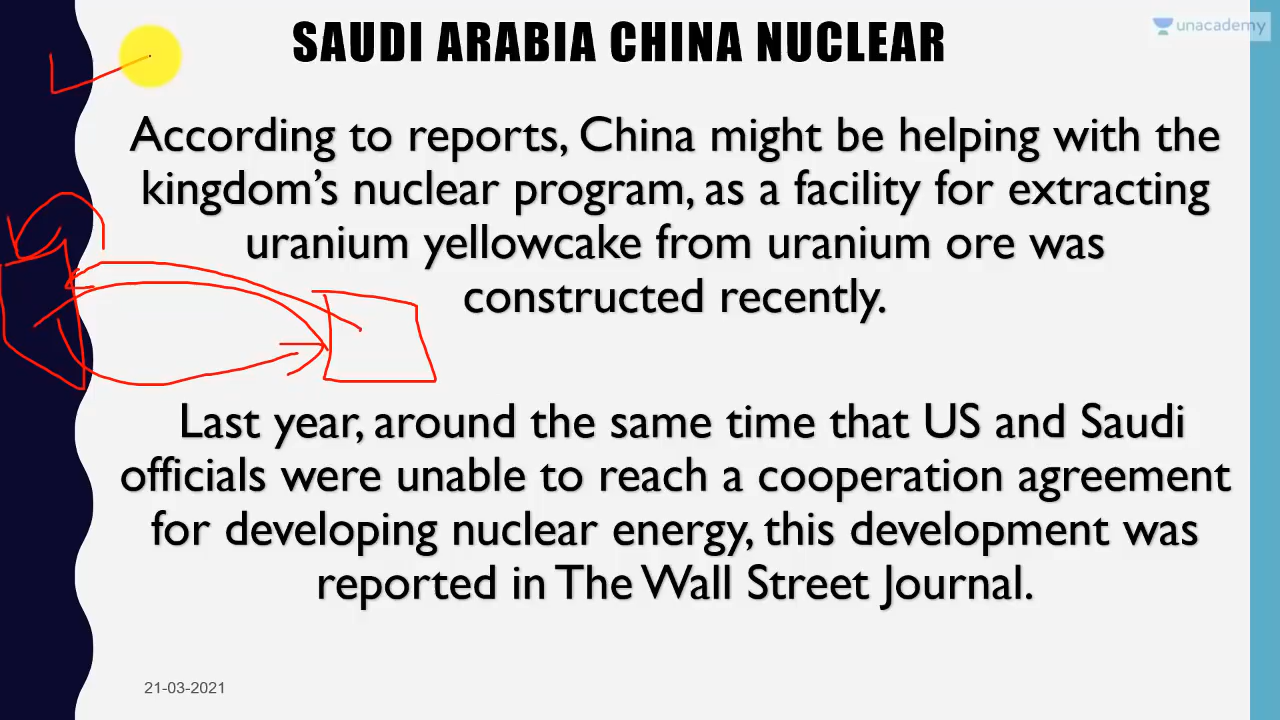 SAUDI ARABIA CHINA NUCLEAR
unacademy
According to reports, China might be helping with the
kingdom’s nuclear program, as a facility for extracting
uranium yellowcake from uranium ore was
constructed recently.
Last year, around the same time that US and Saudi
officials were unable to reach a cooperation agreement
for developing nuclear energy, this development was
reported in The Wall Street Journal.
21-03-2021